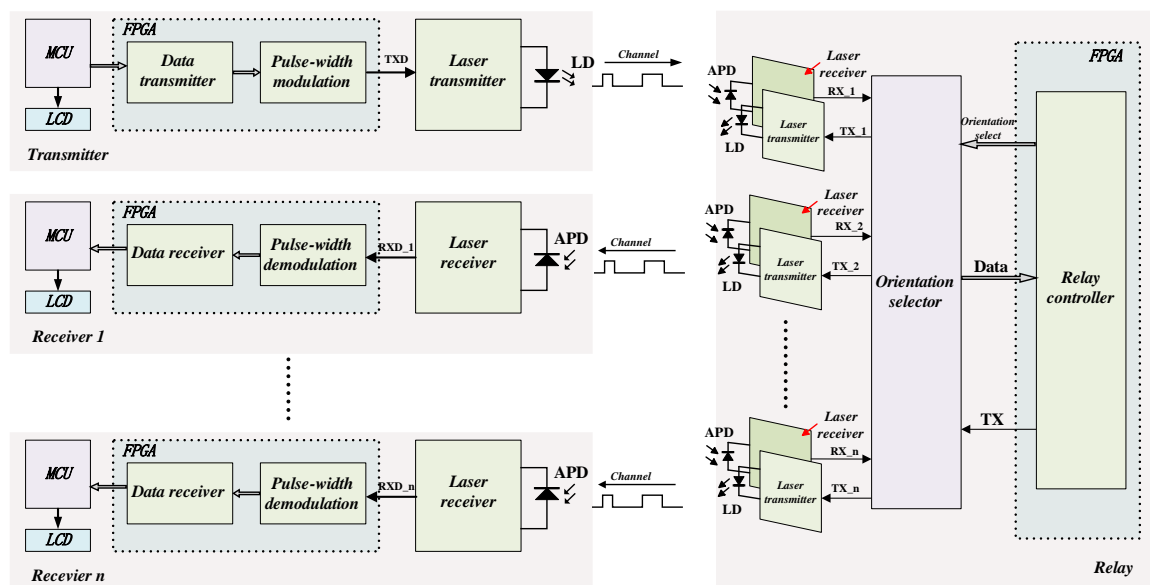 FPGA
MCU
LCD
Data
transmitter
Pulse-width
modulation
TXD
Laser
transmitter
LD
Channel
Transmitter
FPGA
MCU
LCD
Data receiver
Pulse-width
demodulation
RXD_1
Laser
receiver
APD
Channel
Receiver 1
FPGA
MCU
LCD
Data receiver
Pulse-width
demodulation
RXD_n
Laser
receiver
APD
Channel
Recevier n
APD
Laser
receiver
RX_1
Laser
transmitter
TX_1
LD
APD
Laser
receiver
RX_2
Laser
transmitter
TX_2
LD
APD
Laser
receiver
RX_n
Laser
transmitter
TX_n
LD
Orientation
selector
Orientation
select
Data
TX
FPGA
Relay
controller
Relay